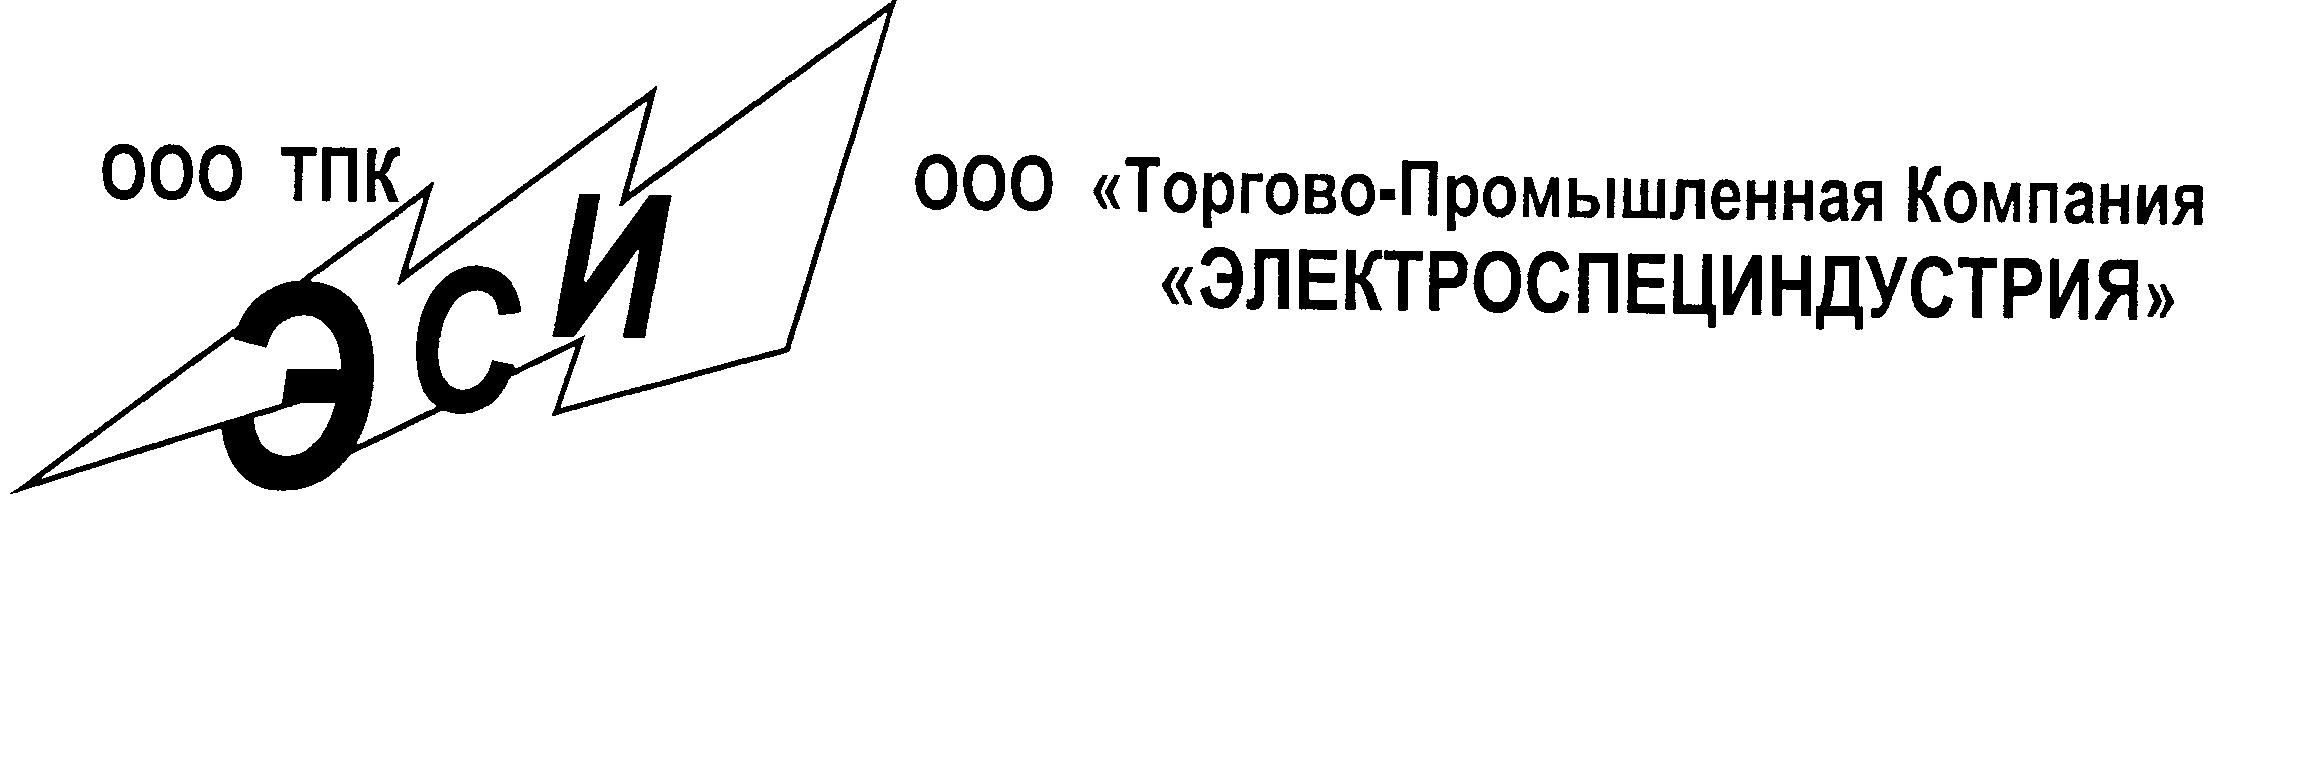 ООО ТПК
ЭСИ
ООО «Торгово-Промышленная Компания
«ЭЛЕКТРОСПЕЦИНДУСТРИЯ»